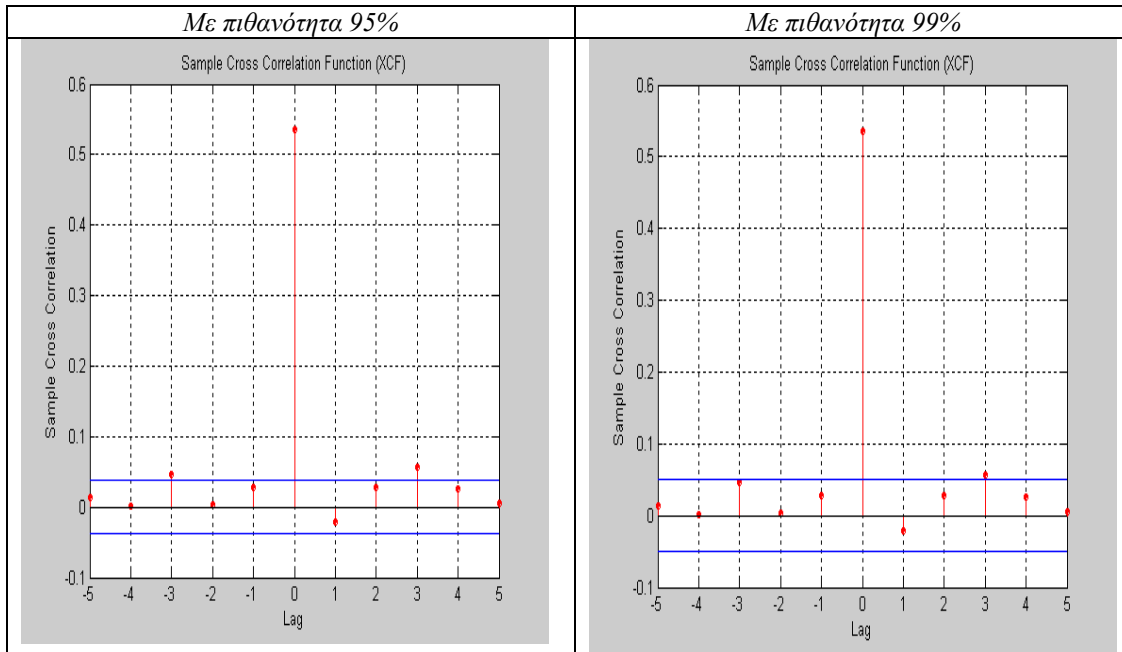 Με πιθανότητα 95%
Με πιθανότητα 99%
Sample Cross Correlation Function (XCF)
0.6
0.5
0.4
0.3
0.2
0.1
0
-0.1
Sample Cross Correlation
-5 -4 -3 -2 -1 0 1 2 3 4 5
Lag
Sample Cross Correlation Function (XCF)
0.6
0.5
0.4
0.3
0.2
0.1
0
-0.1
Sample Cross Correlation
-5 -4 -3 -2 -1 0 1 2 3 4 5
Lag